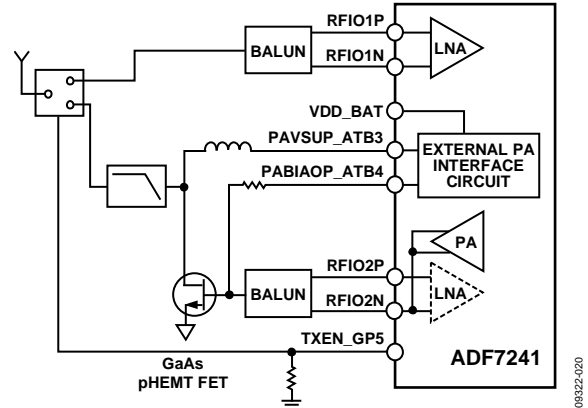 RFIO1P
BALUN
LNA
RFIO1N
VDD_BAT
PAVSUP_ATB3
EXTERNAL PA
INTERFACE
CIRCUIT
PABIAOP_ATB4
PA
RFIO2P
BALUN
LNA
RFIO2N
TXEN_GP5
ADF7241
GaAs
pHEMT FET
09322-020